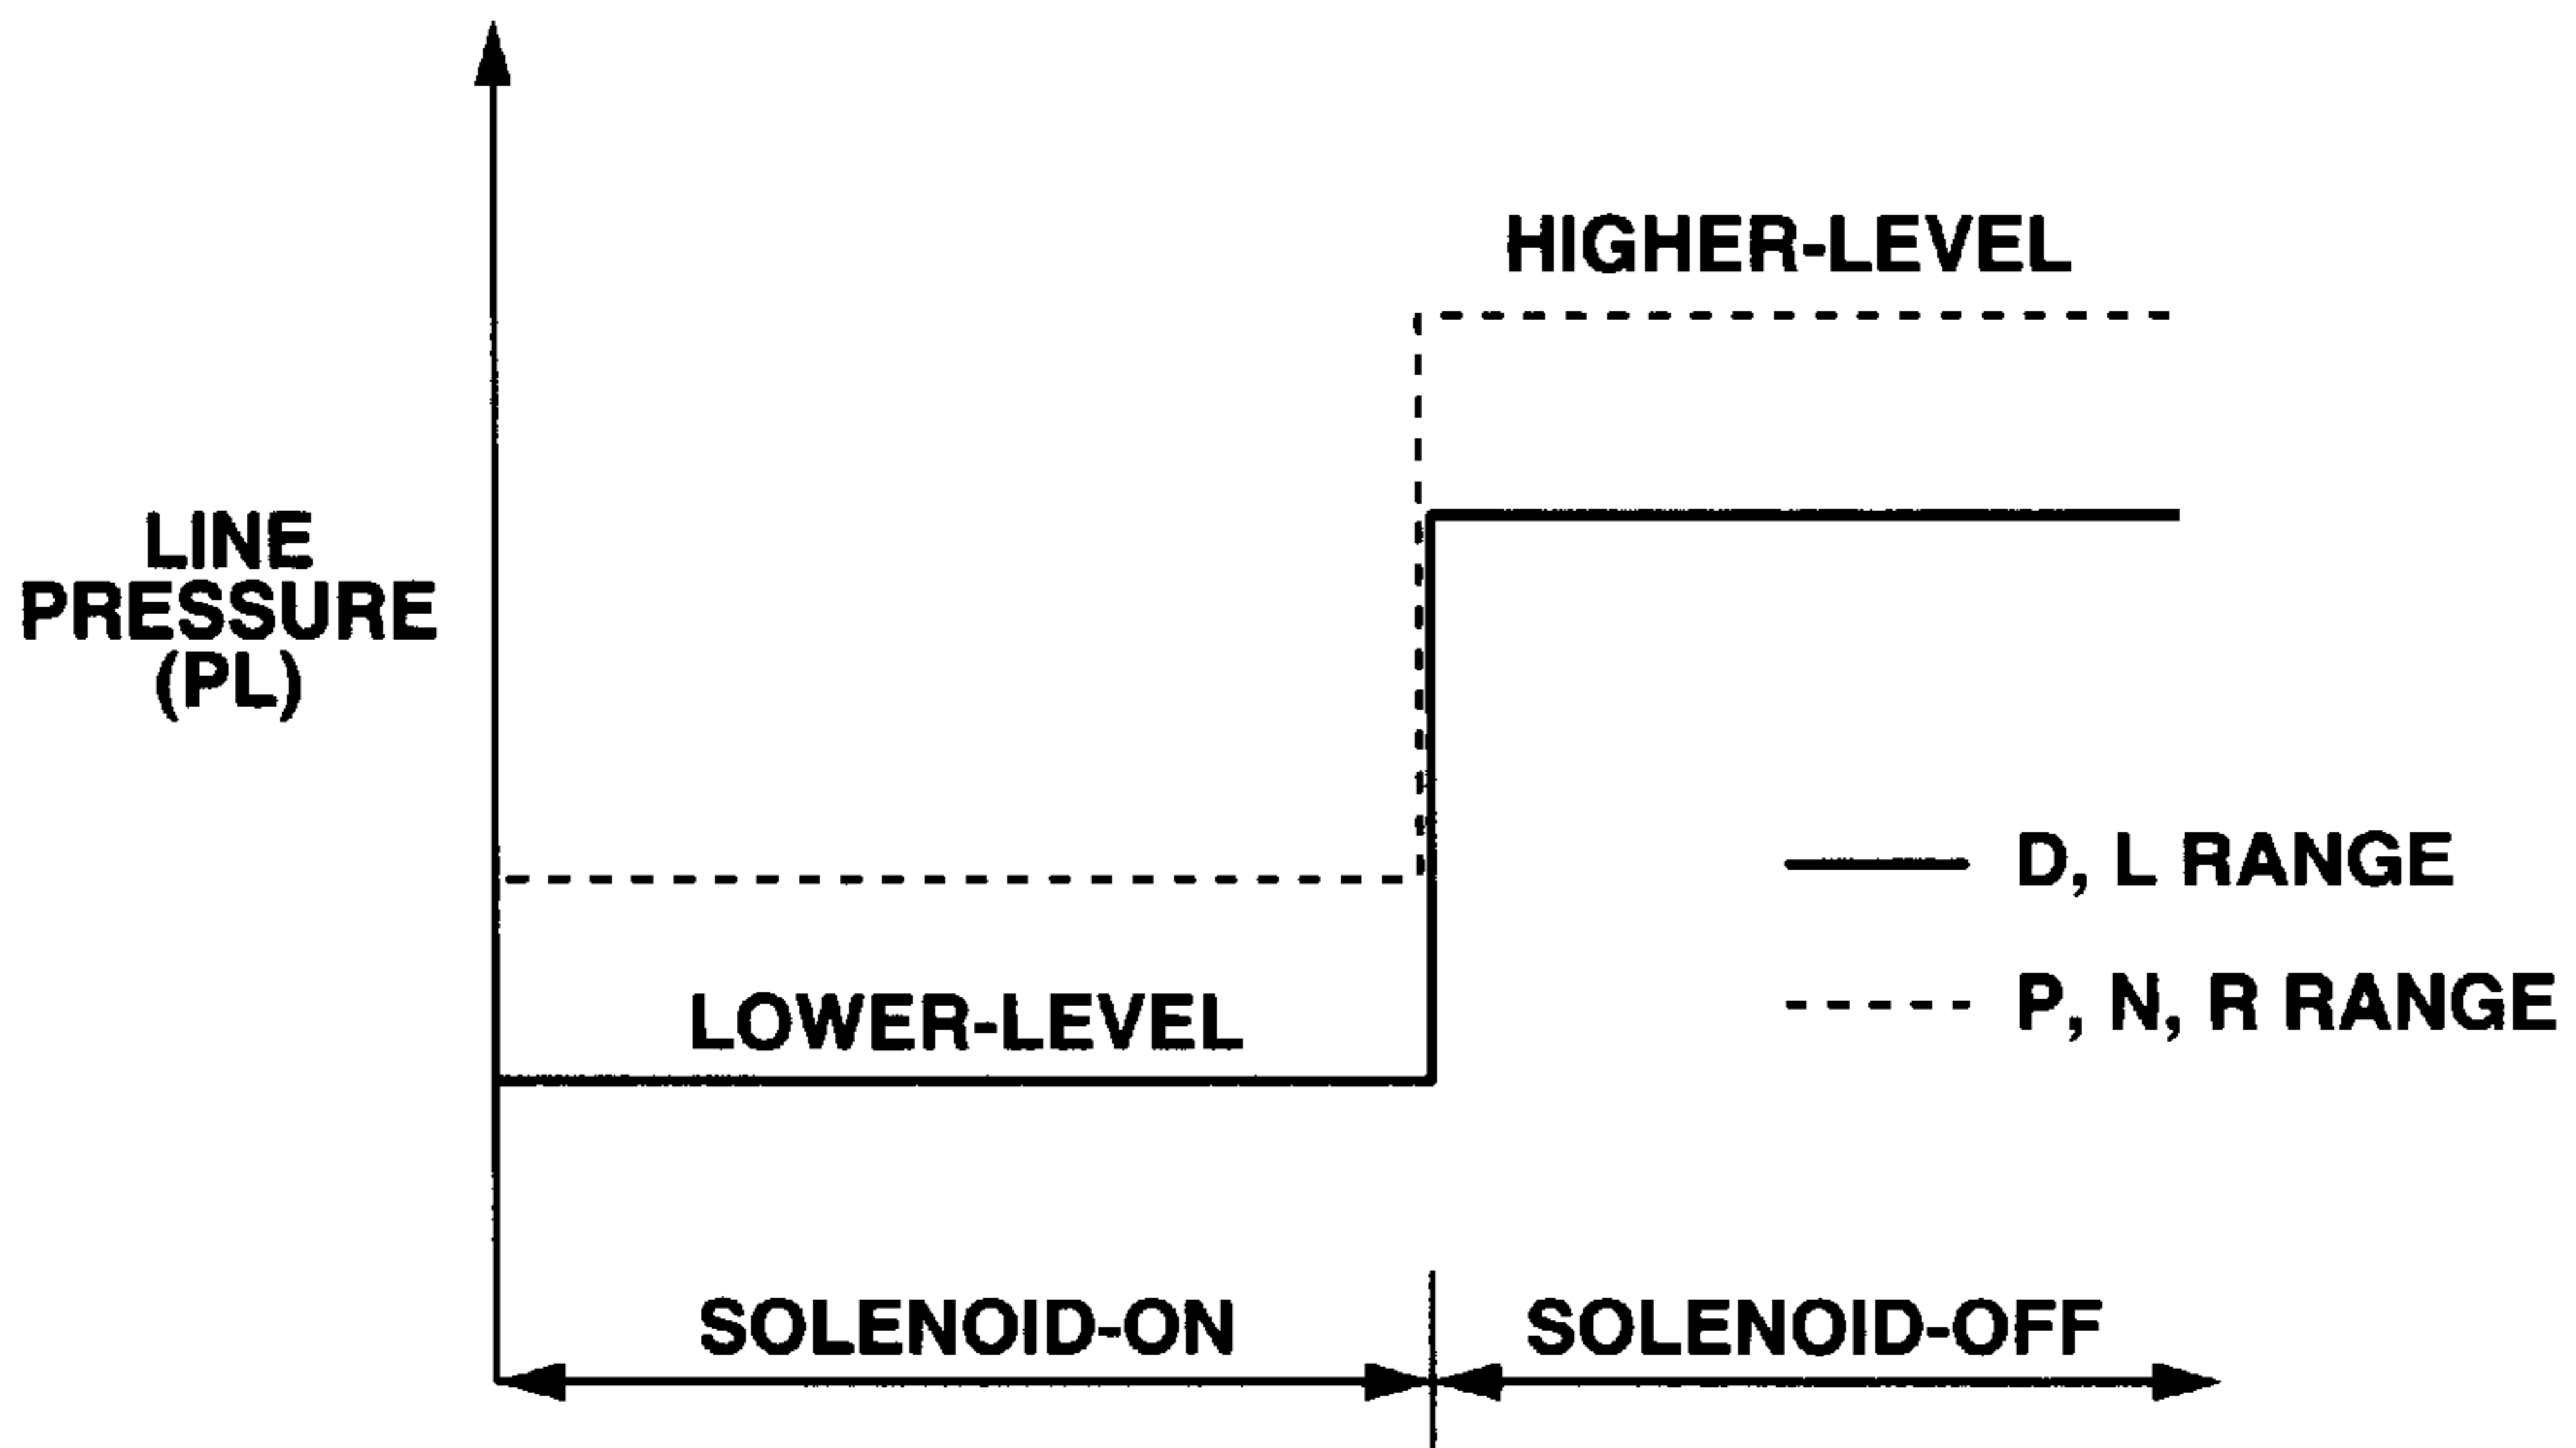 HIGHER-LEVEL
LINE
PRESSURE
(PL)
D, L RANGE
LOWER-LEVEL
P, N, R RANGE
SOLENOID-ON
SOLENOID-OFF